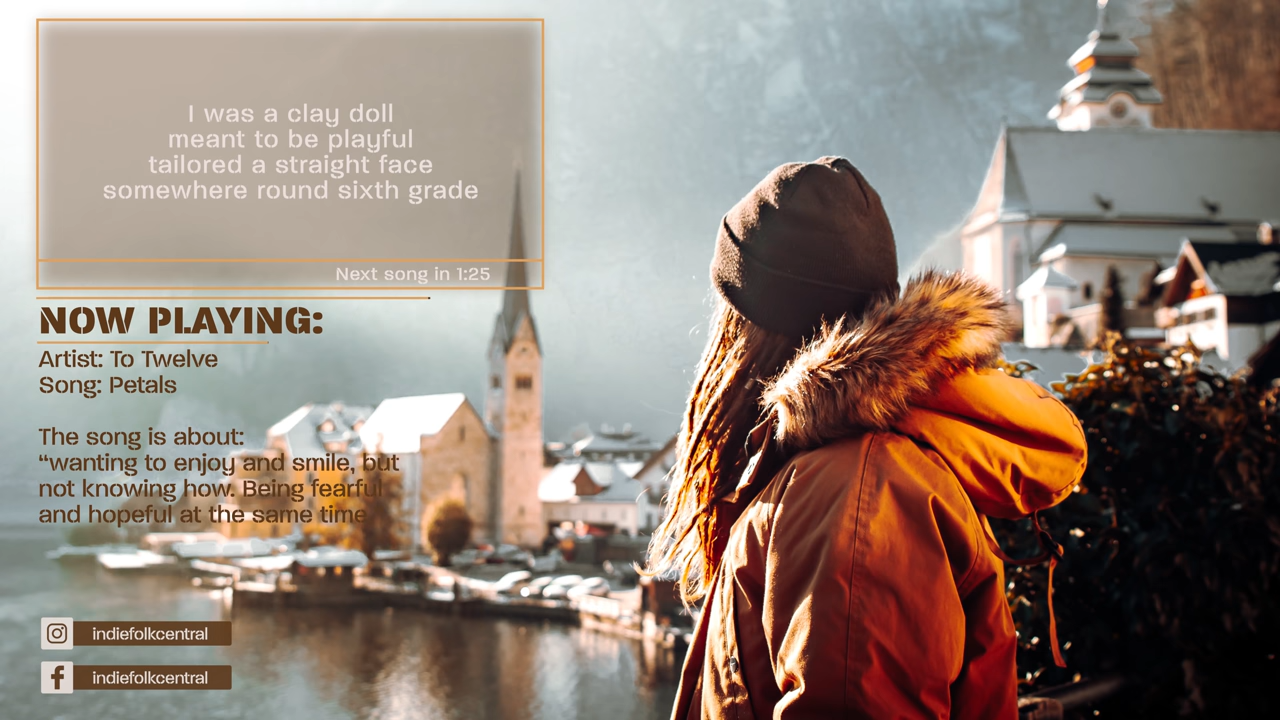 I was a clay doll
meant to be playful
tailored a straight face
somewhere round sixth grade
Next song in 1:25
NOW PLAYING:
Artist: To Twelve
Song: Petals
The song is about:
“wanting to enjoy and smile, but
not knowing how. Being fearful
and hopeful at the same time
indiefolkcentral
indiefolkcentral